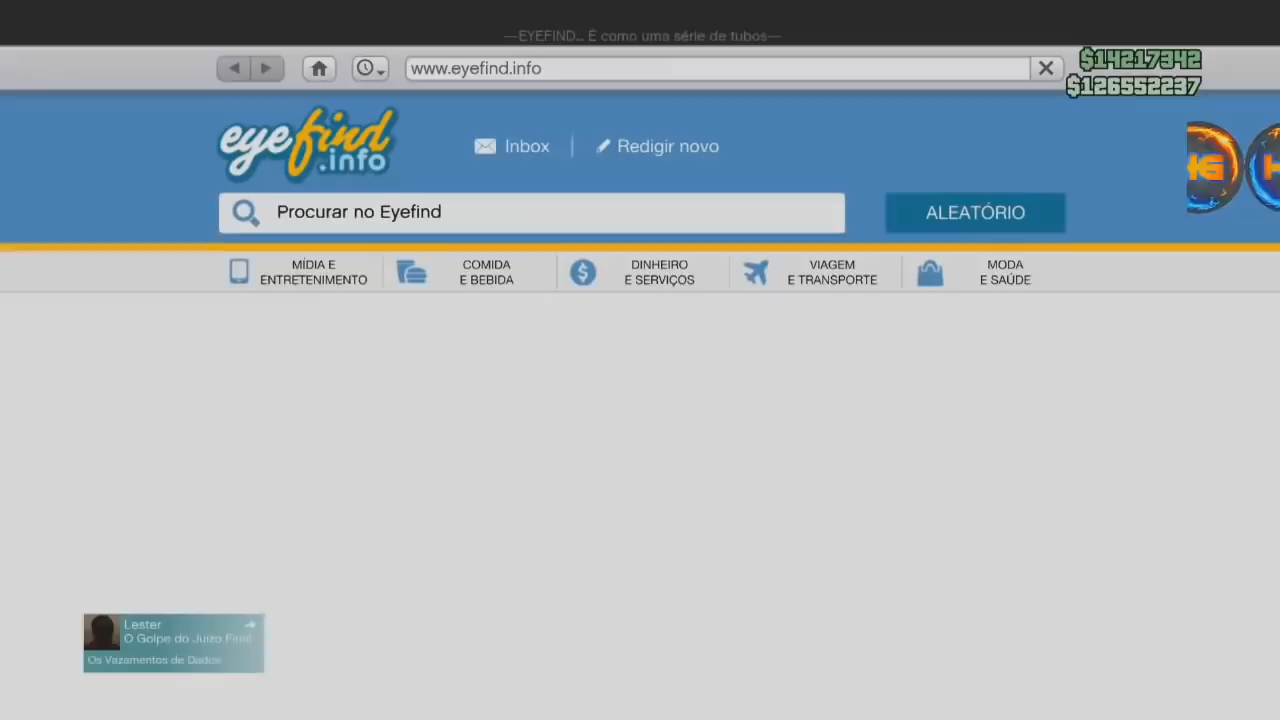 —EYEFIND... É como uma série de tubos—
www.eyefind.info
$14217342
$126552237
eyefind
.info
Inbox
Redigir novo
Procurar no Eyefind
ALEATÓRIO
MÍDIA E
ENTRETENIMENTO
COMIDA
E BEBIDA
DINHEIRO
E SERVIÇOS
VIAGEM
E TRANSPORTE
MODA
E SAÚDE
Lester
O Golpe do Juízo Final
Os Vazamentos de Dados